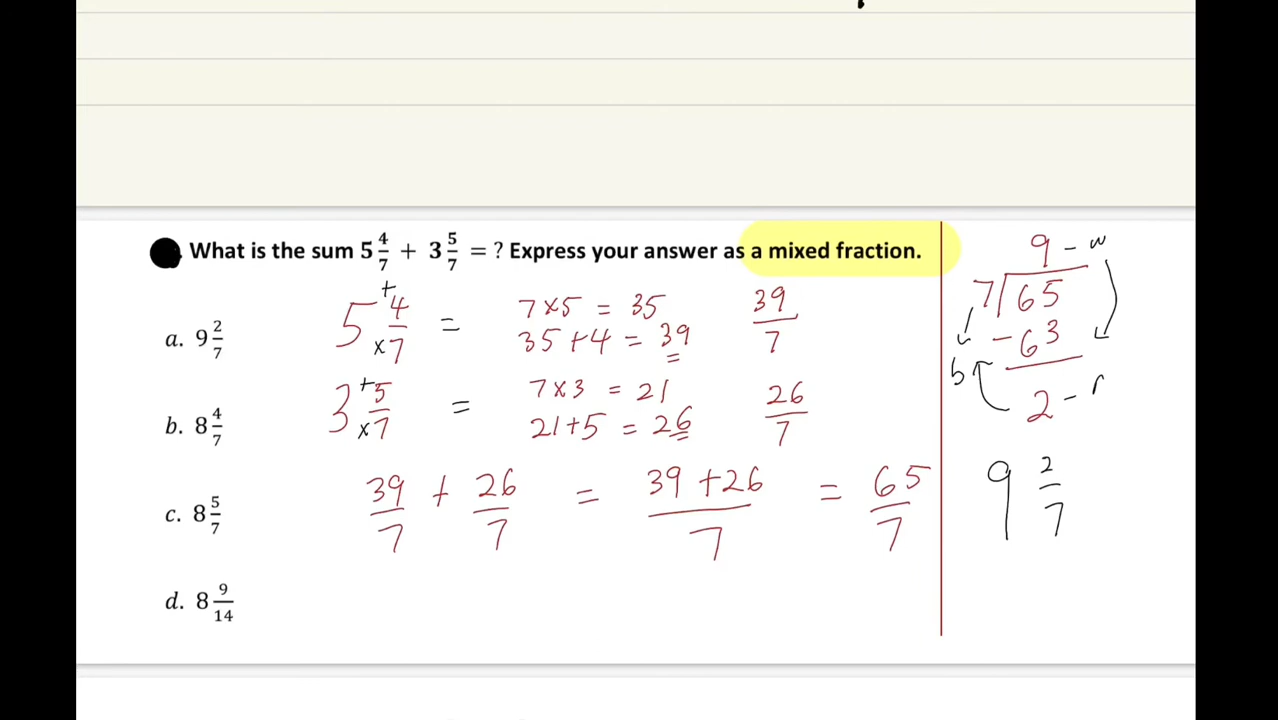 What is the sum 5 4/7 + 3 5/7 = ? Express your answer as a mixed fraction.
a. 9 2/7
b. 8 4/7
c. 8 5/7
d. 8 9/14
5 + 4/7 × =
7 × 5 = 35
35 + 4 = 39
39/7
3 + 5/7 × =
7 × 3 = 21
21 + 5 = 26
26/7
39/7 + 26/7 = 39 + 26/7 = 65/7
9 - w
7 65
- 63
b
2 - r
9 2/7